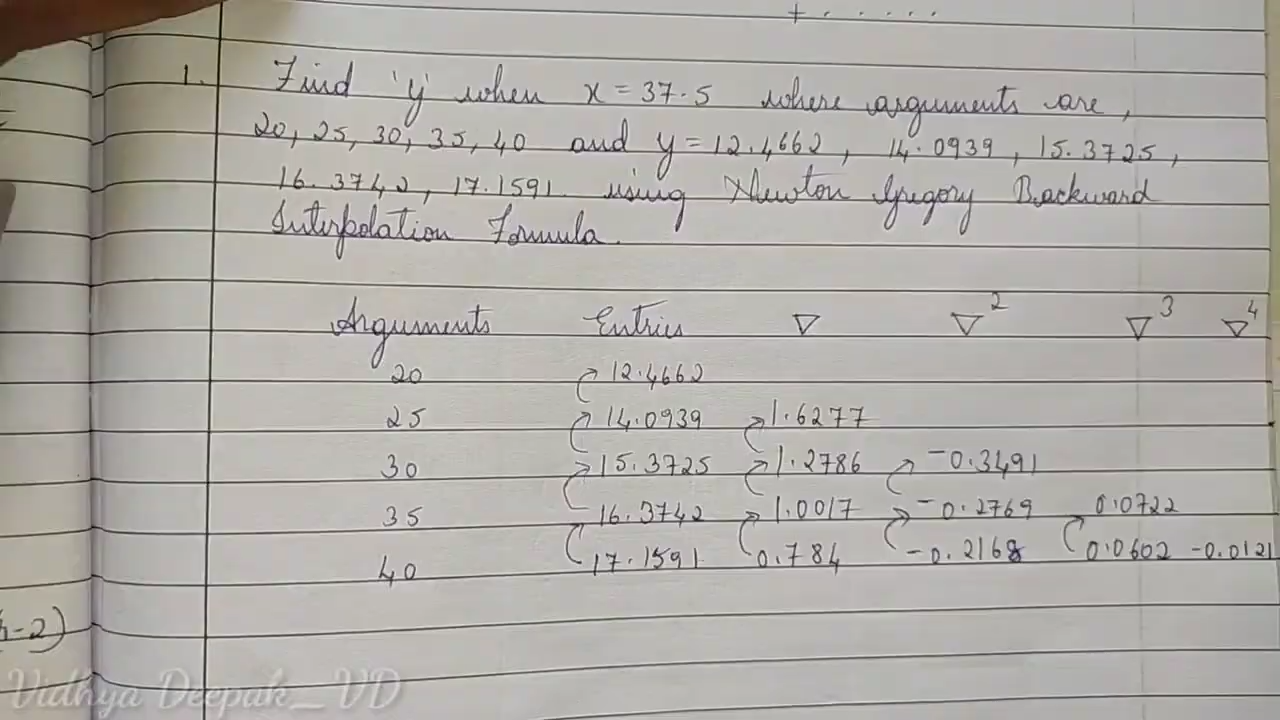 + . . . . . .
1. Find 'y' when x = 37.5 where arguments are,
20, 25, 30, 35, 40 and y = 12.4662, 14.0939, 15.3725,
16.3742, 17.1591 using Newton Gregory Backward
Interpolation Formula.
Arguments Entries ▽ ▽² ▽³ ▽⁴
20 12.4662
25 14.0939 1.6277
30 15.3725 1.2786 -0.3491
35 16.3742 1.0017 -0.2769 0.0722
40 17.1591 0.784 -0.2168 0.0602 -0.0121
-2)
Vidhya Deepuk_VD